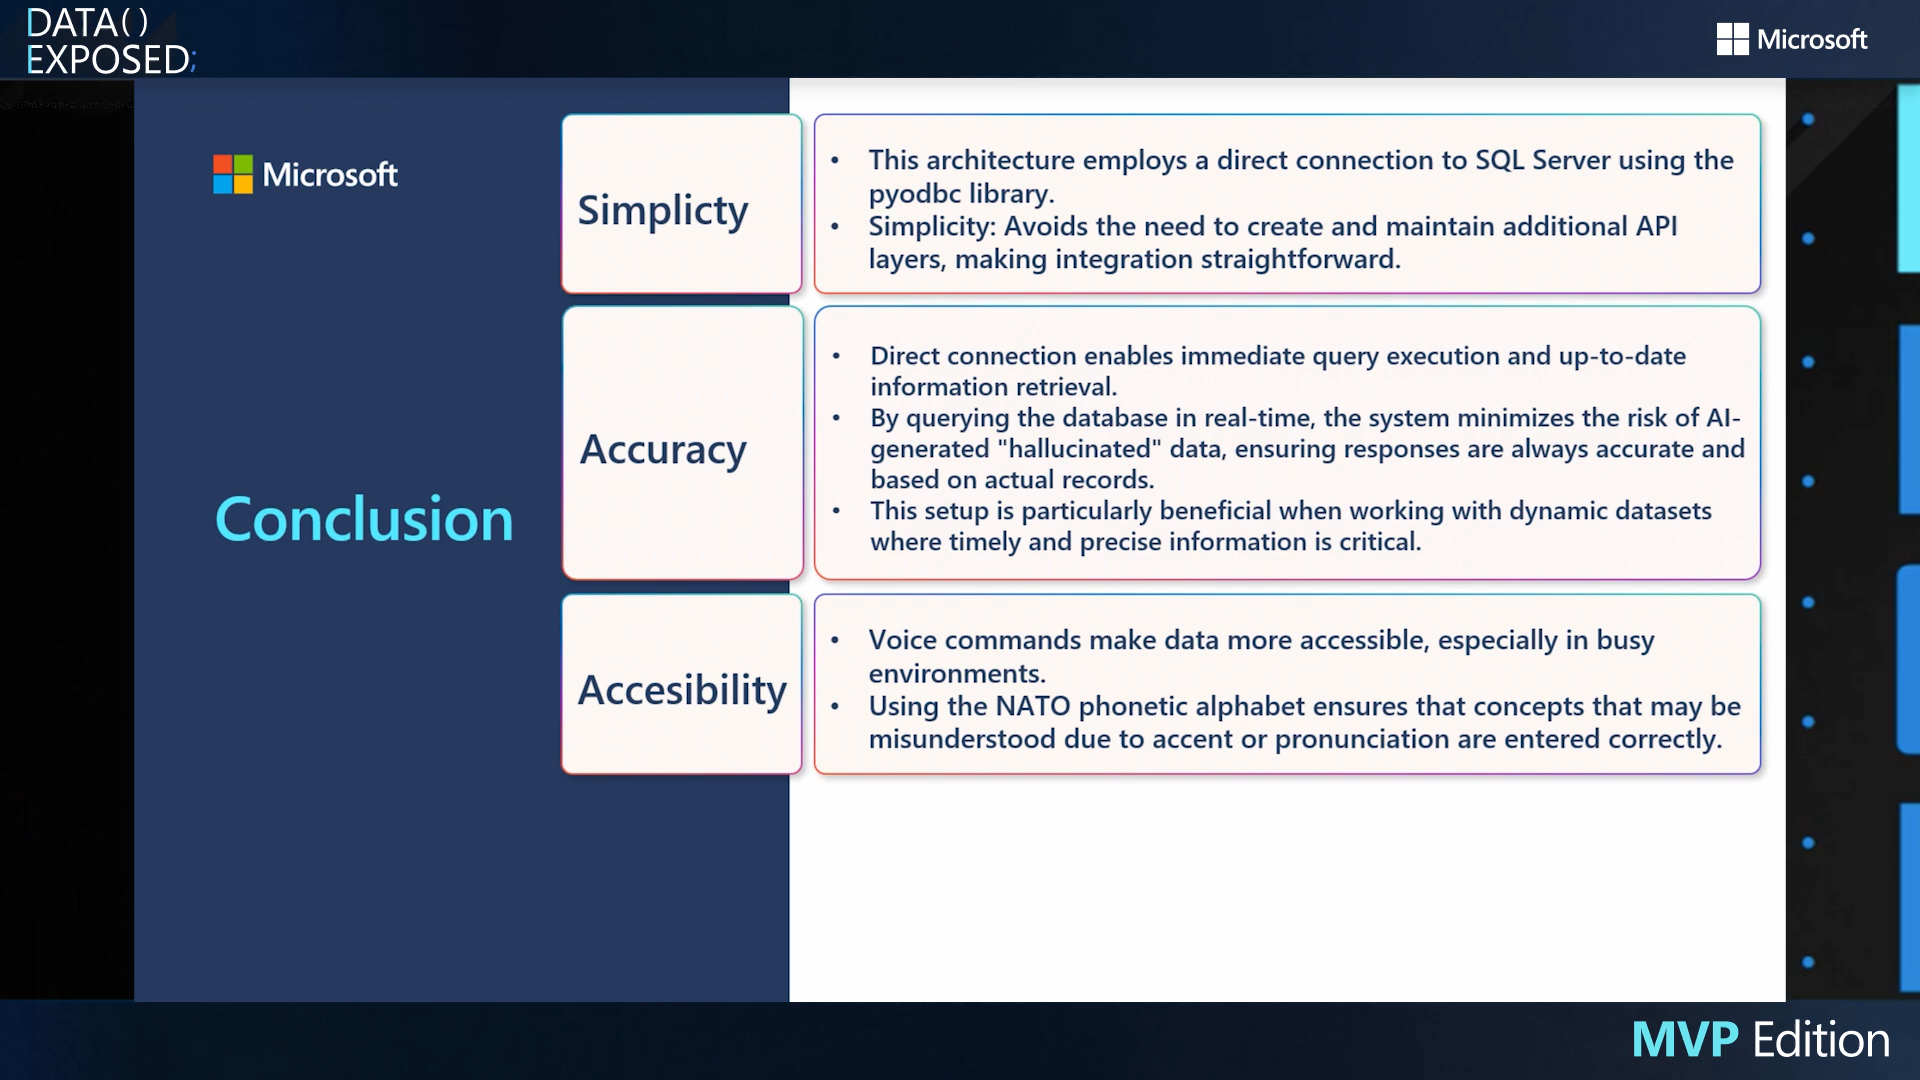 DATA()
EXPOSED;
Microsoft
Microsoft
Conclusion
Simplicty
• This architecture employs a direct connection to SQL Server using the
pyodbc library.
• Simplicity: Avoids the need to create and maintain additional API
layers, making integration straightforward.
Accuracy
• Direct connection enables immediate query execution and up-to-date
information retrieval.
• By querying the database in real-time, the system minimizes the risk of AI-
generated "hallucinated" data, ensuring responses are always accurate and
based on actual records.
• This setup is particularly beneficial when working with dynamic datasets
where timely and precise information is critical.
Accesibility
• Voice commands make data more accessible, especially in busy
environments.
• Using the NATO phonetic alphabet ensures that concepts that may be
misunderstood due to accent or pronunciation are entered correctly.
MVP Edition